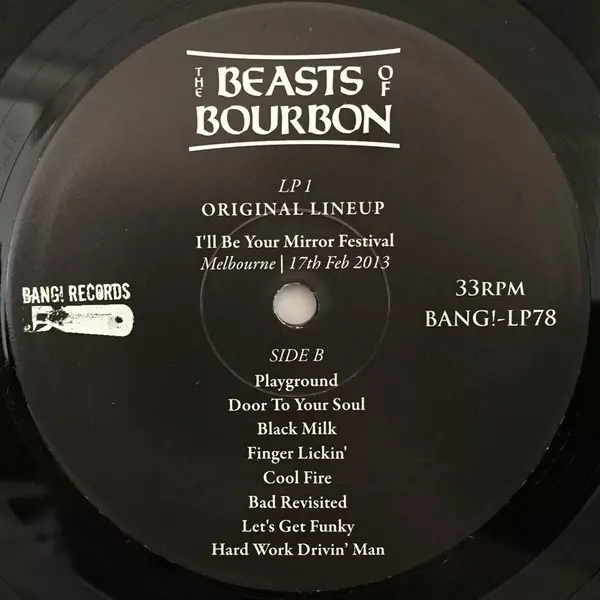 THE BEASTS OF
BOURBON
LP 1
ORIGINAL LINEUP
I'll Be Your Mirror Festival
Melbourne | 17th Feb 2013
BANG! RECORDS
33RPM
BANG!-LP78
SIDE B
Playground
Door To Your Soul
Black Milk
Finger Lickin'
Cool Fire
Bad Revisited
Let's Get Funky
Hard Work Drivin’ Man